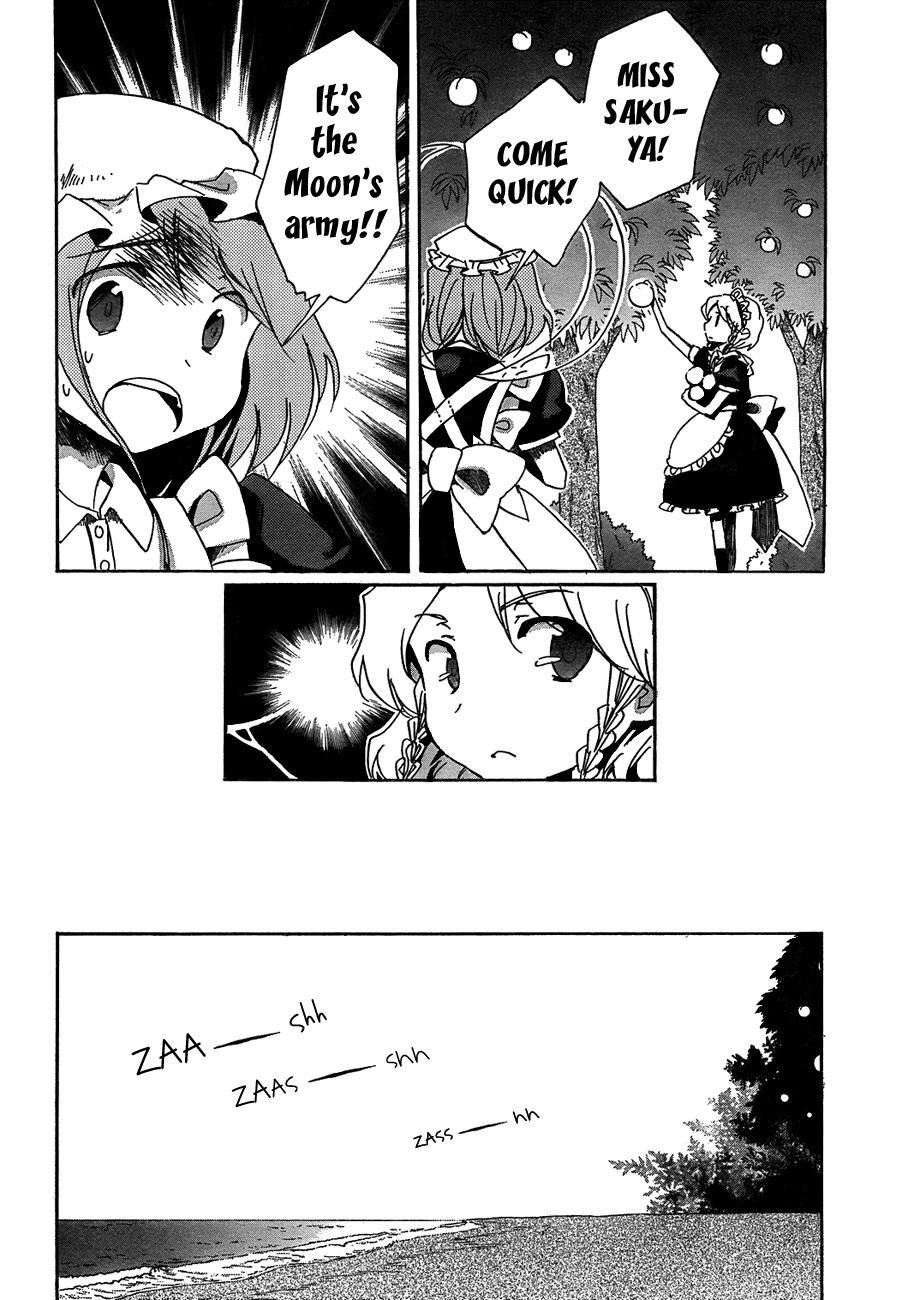 MISS
SAKU-
YA!
COME
QUICK!
It's
the
Moon's
army!!
ZAA — shh
ZAAS — shh
ZASS — hh